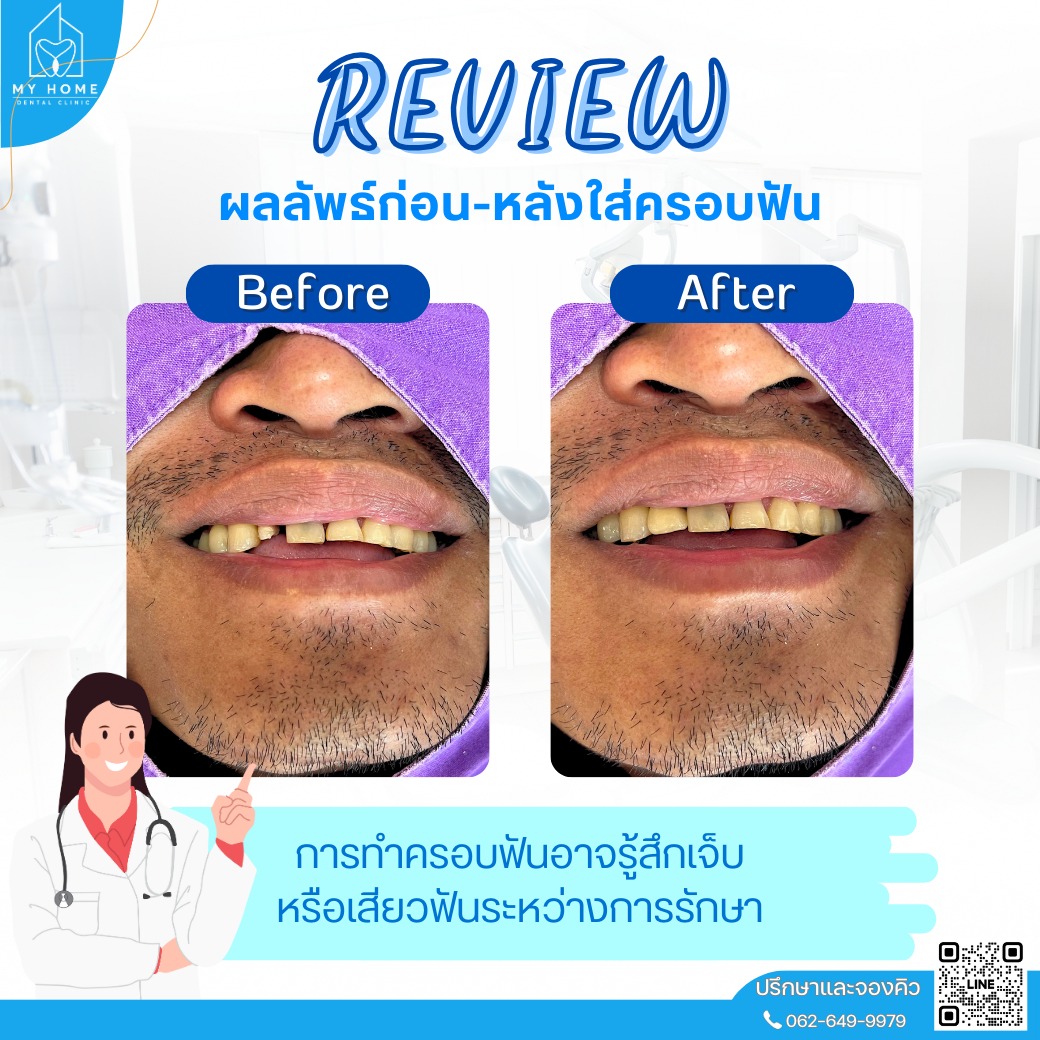 MY HOME
DENTAL CLINIC
REVIEW
ผลลัพธ์ก่อน-หลังใส่ครอบฟัน
Before
After
การทำครอบฟันอาจรู้สึกเจ็บ
หรือเสียวฟันระหว่างการรักษา
ปรึกษาและจองคิว
062-649-9979
LINE